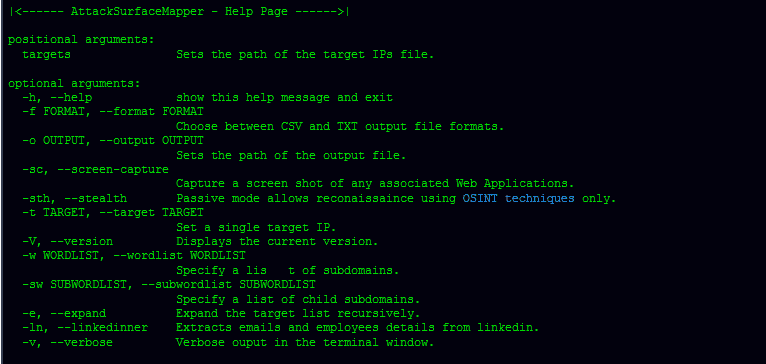 |<------ AttackSurfaceMapper - Help Page ------>|
positional arguments:
targets Sets the path of the target IPs file.
optional arguments:
-h, --help show this help message and exit
-f FORMAT, --format FORMAT
Choose between CSV and TXT output file formats.
-o OUTPUT, --output OUTPUT
Sets the path of the output file.
-sc, --screen-capture
Capture a screen shot of any associated Web Applications.
-sth, --stealth Passive mode allows reconaissaince using OSINT techniques only.
-t TARGET, --target TARGET
Set a single target IP.
-V, --version Displays the current version.
-w WORDLIST, --wordlist WORDLIST
Specify a lis t of subdomains.
-sw SUBWORDLIST, --subwordlist SUBWORDLIST
Specify a list of child subdomains.
-e, --expand Expand the target list recursively.
-ln, --linkedinner Extracts emails and employees details from linkedin.
-v, --verbose Verbose ouput in the terminal window.